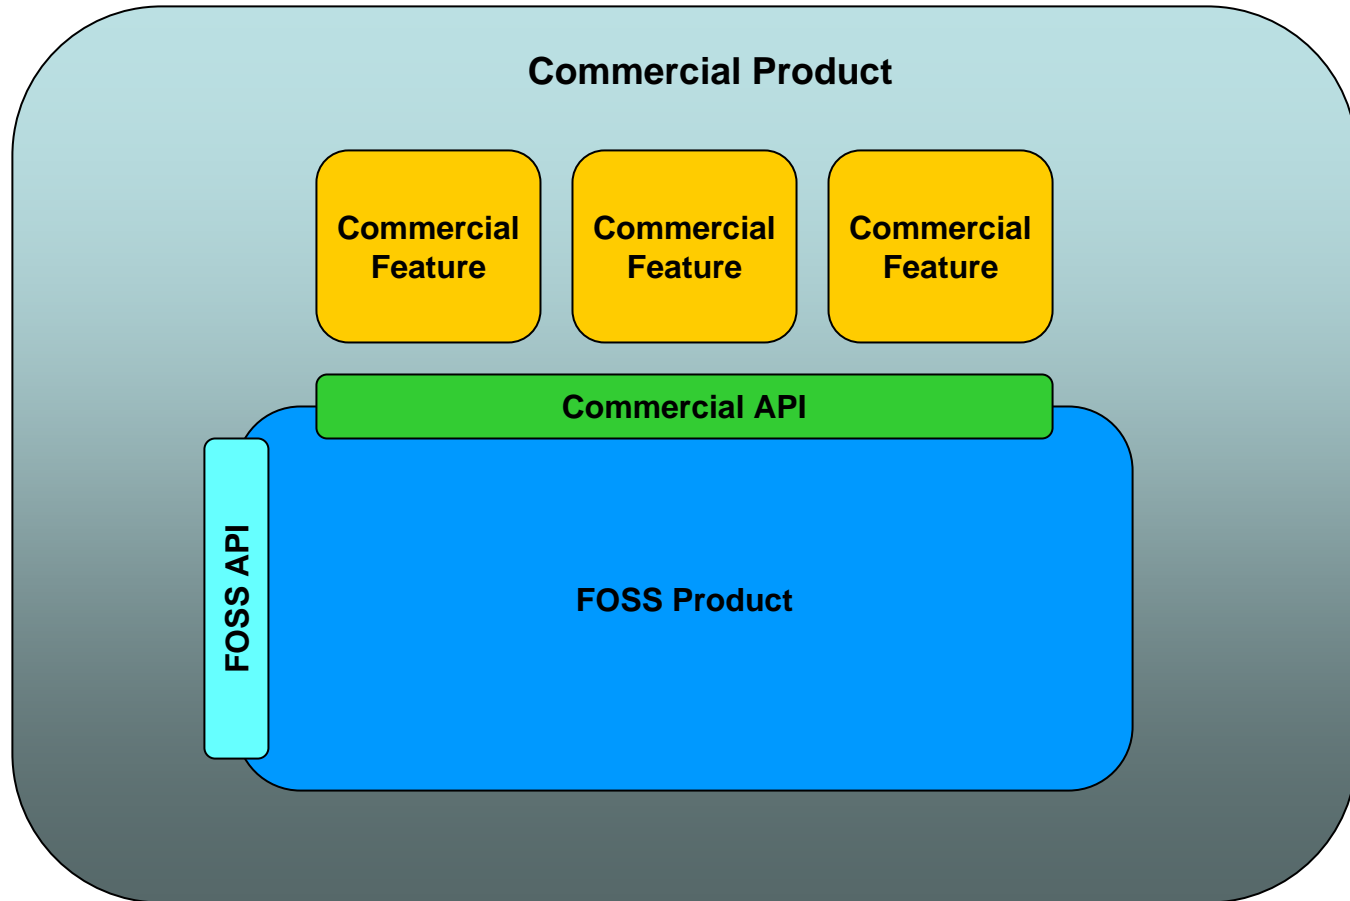 Commercial Product
Commercial
Feature
Commercial
Feature
Commercial
Feature
Commercial API
FOSS API
FOSS Product